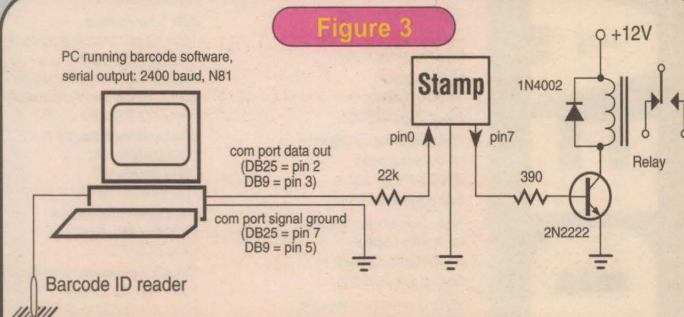 Figure 3
PC running barcode software,
serial output: 2400 baud, N81
Stamp
+12V
1N4002
pin0
pin7
com port data out
(DB25 = pin 2
DB9 = pin 3)
22k
390
Relay
com port signal ground
(DB25 = pin 7
DB9 = pin 5)
2N2222
Barcode ID reader